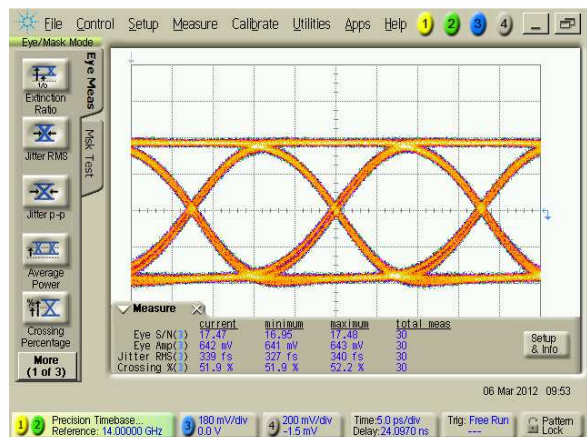 File Control Setup Measure Calibrate Utilities Apps Help 1 2 3 4
Eye/Mask Mode
Eye Meas
Msk Test
Extinction
Ratio
Jitter RMS
Jitter p-p
Average
Power
Crossing
Percentage
More
(1 of 3)
Measure
current minimum maximum total meas
Eye S/N(3) 17.47 16.95 17.48 30
Eye Amp(3) 642 mV 641 mV 643 mV 30
Jitter RMS(3) 339 fs 327 fs 340 fs 30
Crossing %(3) 51.9 % 51.9 % 52.2 % 30
Setup
& Info
06 Mar 2012 09:53
1 2 Precision Timebase...
Reference: 14.00000 GHz
3 180 mV/div
0.0 V
4 200 mV/div
-1.5 mV
Time:5.0 ps/div
Delay:24.0970 ns
Trig: Free Run
---
Pattern
Lock